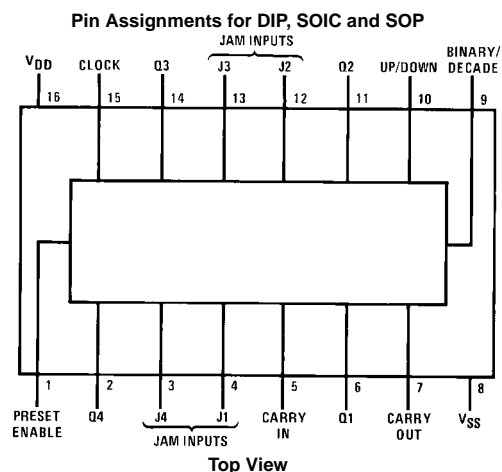 Pin Assignments for DIP, SOIC and SOP
JAM INPUTS
BINARY/
VDD CLOCK Q3 J3 J2 Q2 UP/DOWN DECADE
16 15 14 13 12 11 10 9
1 2 3 4 5 6 7 8
PRESET Q4 J4 J1 CARRY Q1 CARRY VSS
ENABLE IN OUT
JAM INPUTS
Top View